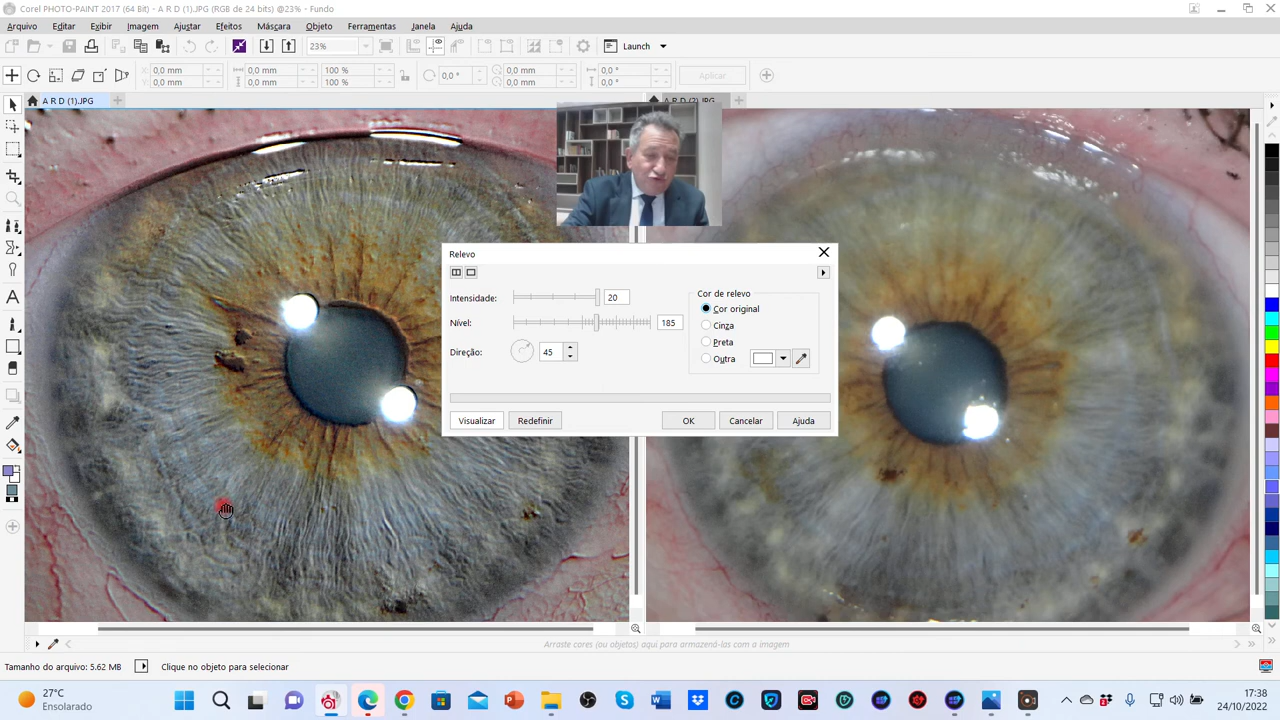 Corel PHOTO-PAINT 2017 (64 Bit) - A R D (1).JPG (RGB de 24 bits) @23% - Fundo
Arquivo Editar Exibir Imagem Ajustar Efeitos Máscara Objeto Ferramentas Janela Ajuda
23% Launch
X: 0,0 mm 0,0 mm 100 % 0,0 ° 0,0 mm 0,0 ° Aplicar
Y: 0,0 mm 0,0 mm 100 % 0,0 mm 0,0 °
A R D (1).JPG A R D (2).JPG
Relevo
Intensidade: 20
Nível: 185
Direção: 45
Cor de relevo
Cor original
Cinza
Preta
Outra
Visualizar Redefinir OK Cancelar Ajuda
Arraste cores (ou objetos) aqui para armazená-las com a imagem
Tamanho do arquivo: 5.62 MB Clique no objeto para selecionar
27°C
Ensolarado
17:38
24/10/2022